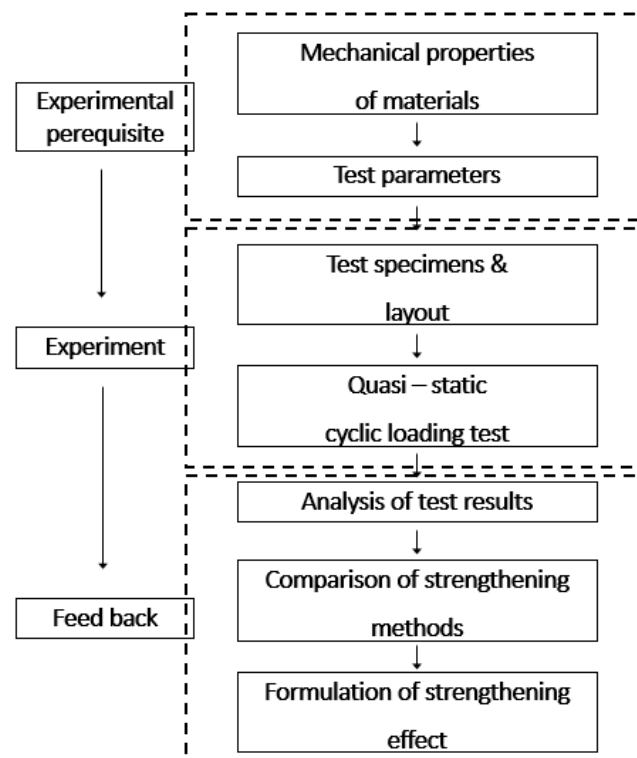 Experimental
perequisite
Mechanical properties
of materials
Test parameters
Experiment
Test specimens &
layout
Quasi – static
cyclic loading test
Feed back
Analysis of test results
Comparison of strengthening
methods
Formulation of strengthening
effect